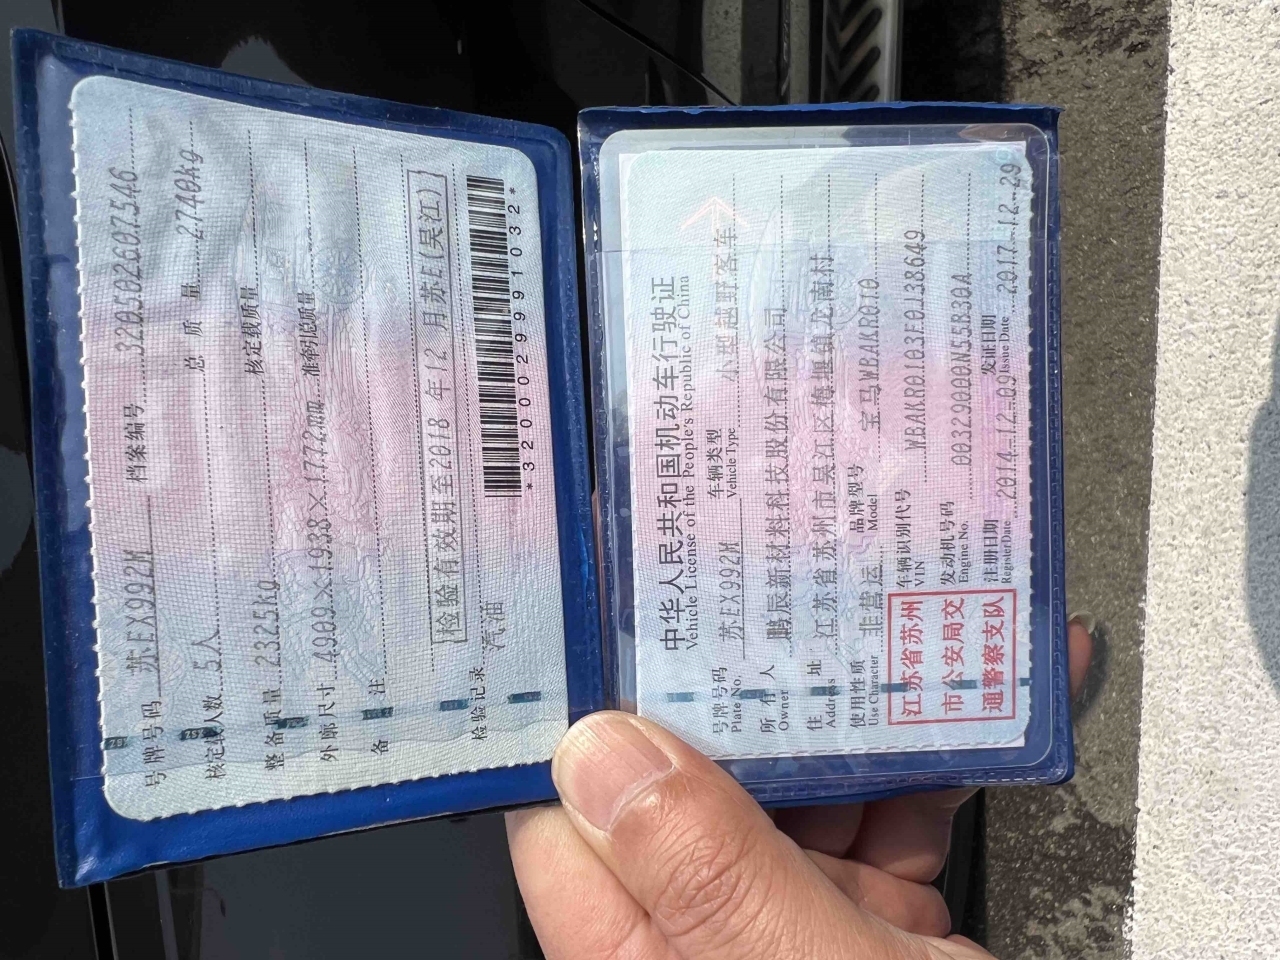 号牌号码 苏EX992M 档案编号 320502607546
核定载人数 5人 总质量 2740kg
整备质量 2325kg 核定载质量
外廓尺寸 4909××1938××1772mm 准牵引总质量
备注
检验有效期至2018年12月苏E(吴江)
检验记录 汽油
*3200029991032*
中华人民共和国机动车行驶证
Vehicle License of the People's Republic of China
号牌号码 苏EX992M 车辆类型 小型越野客车
Plate No. Vehicle Type
所有人 鹏辰新材料科技股份有限公司
Owner
住址 江苏省苏州市吴江区梅堰镇龙南村
Address
使用性质 非营运 品牌型号 宝马WBAKR010
Use Character Model
江苏省苏州
市公安局交
通警察支队
车辆识别代号 WBAKR0103F0J38649
VIN
发动机号码 00329000N55B30A
Engine No.
注册日期 2014-12-09 发证日期 2017-12-29
Register Date Issue Date